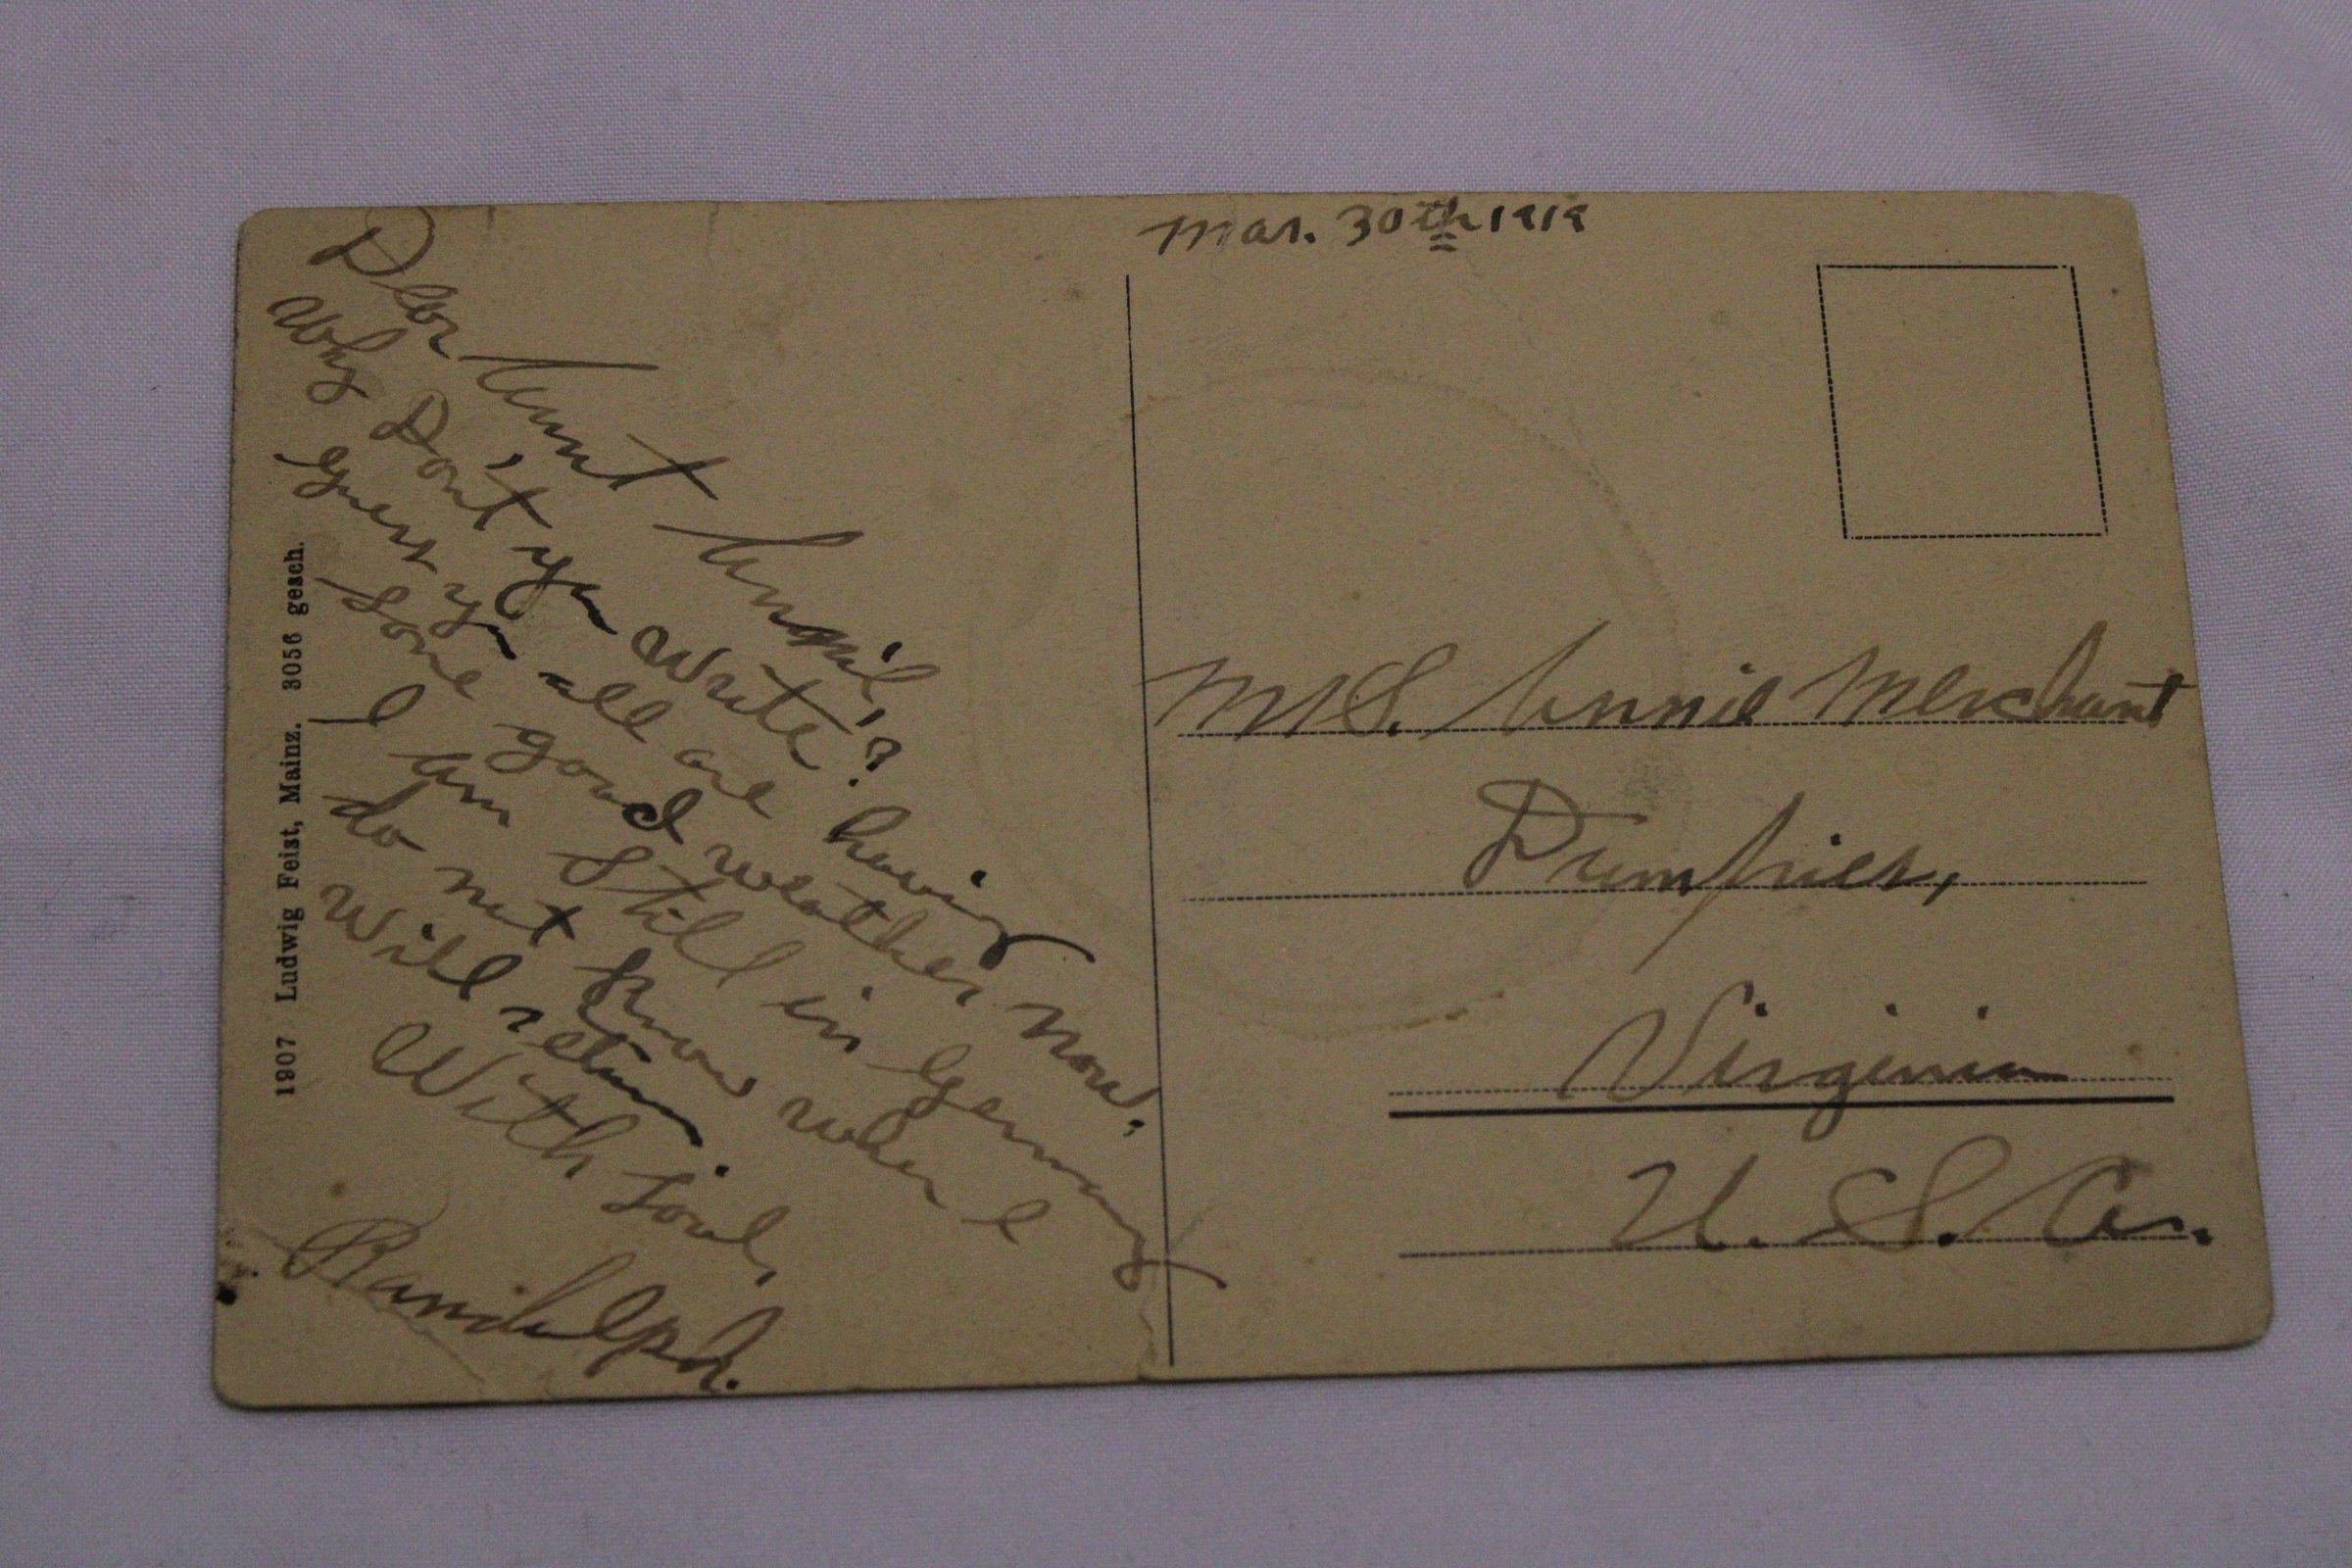 Mar. 30th 1919
Dear Aunt Annie,
Why Don't you write?
Guess you all are having
some good weather now.
I am still in Germany
do not know when I
will return.
With love,
Randolph.
1907 Ludwig Feist, Mainz. 3056 gesch.
Mrs. Annie Merchant
Dumfries,
Virginia
U. S. A.